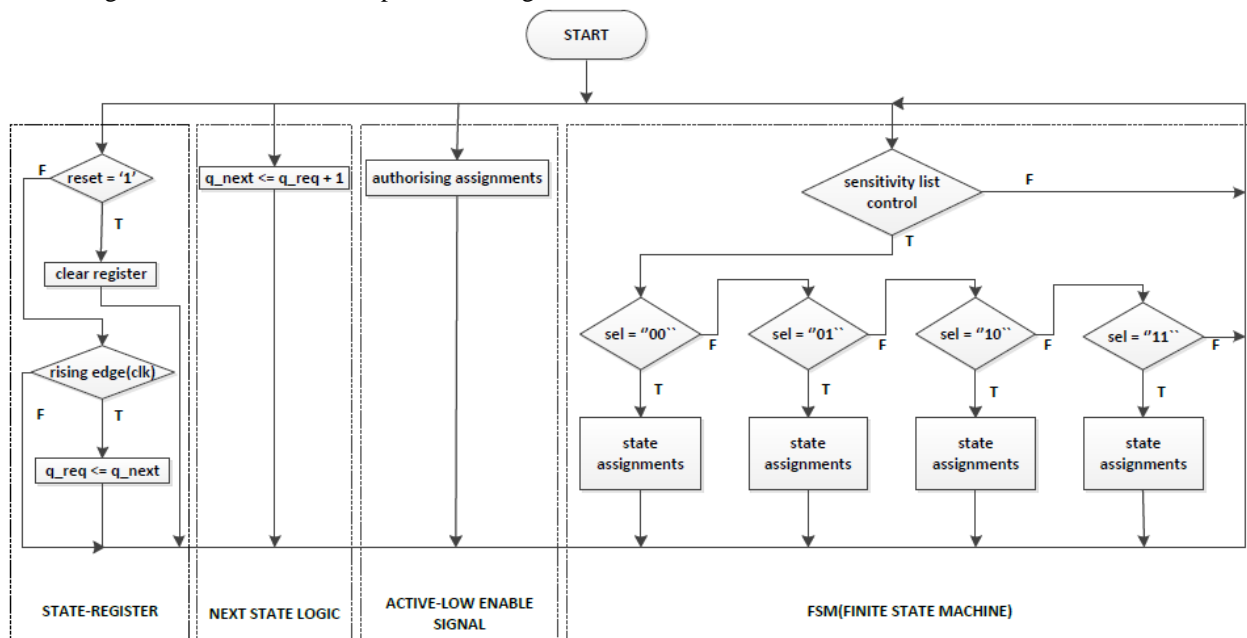 START
reset = ‘1’
F
T
clear register
rising edge(clk)
F
T
q_req <= q_next
STATE-REGISTER
q_next <= q_req + 1
NEXT STATE LOGIC
authorising assignments
ACTIVE-LOW ENABLE
SIGNAL
sensitivity list
control
F
T
sel = “00``
F
T
state
assignments
sel = “01``
F
T
state
assignments
sel = “10``
F
T
state
assignments
sel = “11``
F
T
state
assignments
FSM(FINITE STATE MACHINE)